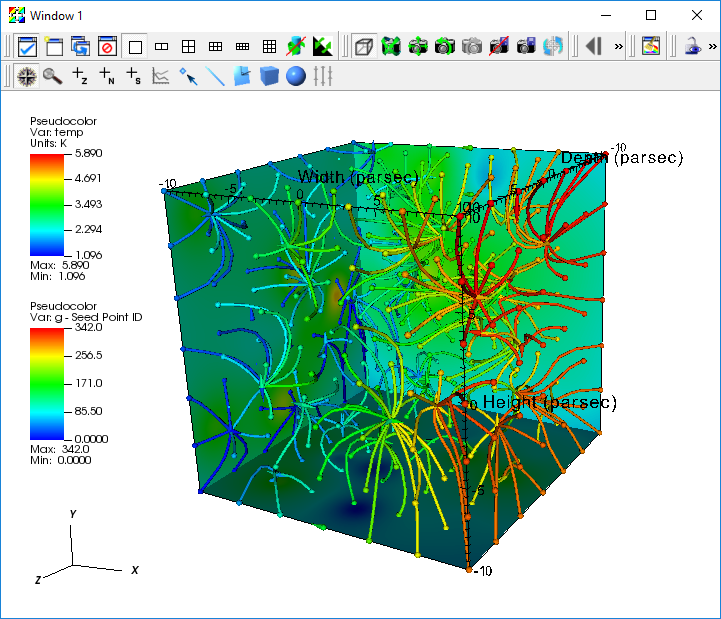 Window 1
»
»
Z
N
S
Pseudocolor
Var: temp
Units: K
5.890
4.691
3.493
2.294
1.096
Max: 5.890
Min: 1.096
Pseudocolor
Var: g - Seed Point ID
342.0
256.5
171.0
85.50
0.0000
Max: 342.0
Min: 0.0000
-10
Depth (parsec)
Width (parsec)
-10
-5
0
5
5
10
10
10
0
Height (parsec)
-5
-10
Y
X
Z